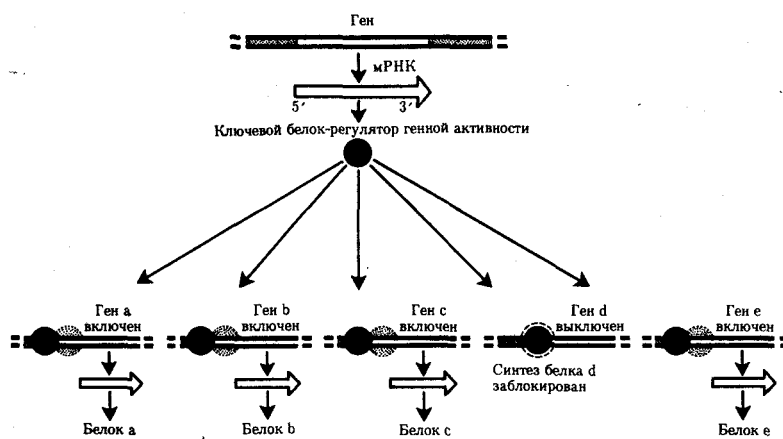 Ген
мРНК
5′ 3′
Ключевой белок-регулятор генной активности
Ген a
включен
Ген b
включен
Ген c
включен
Ген d
выключен
Ген e
включен
Синтез белка d
заблокирован
Белок a
Белок b
Белок c
Белок e